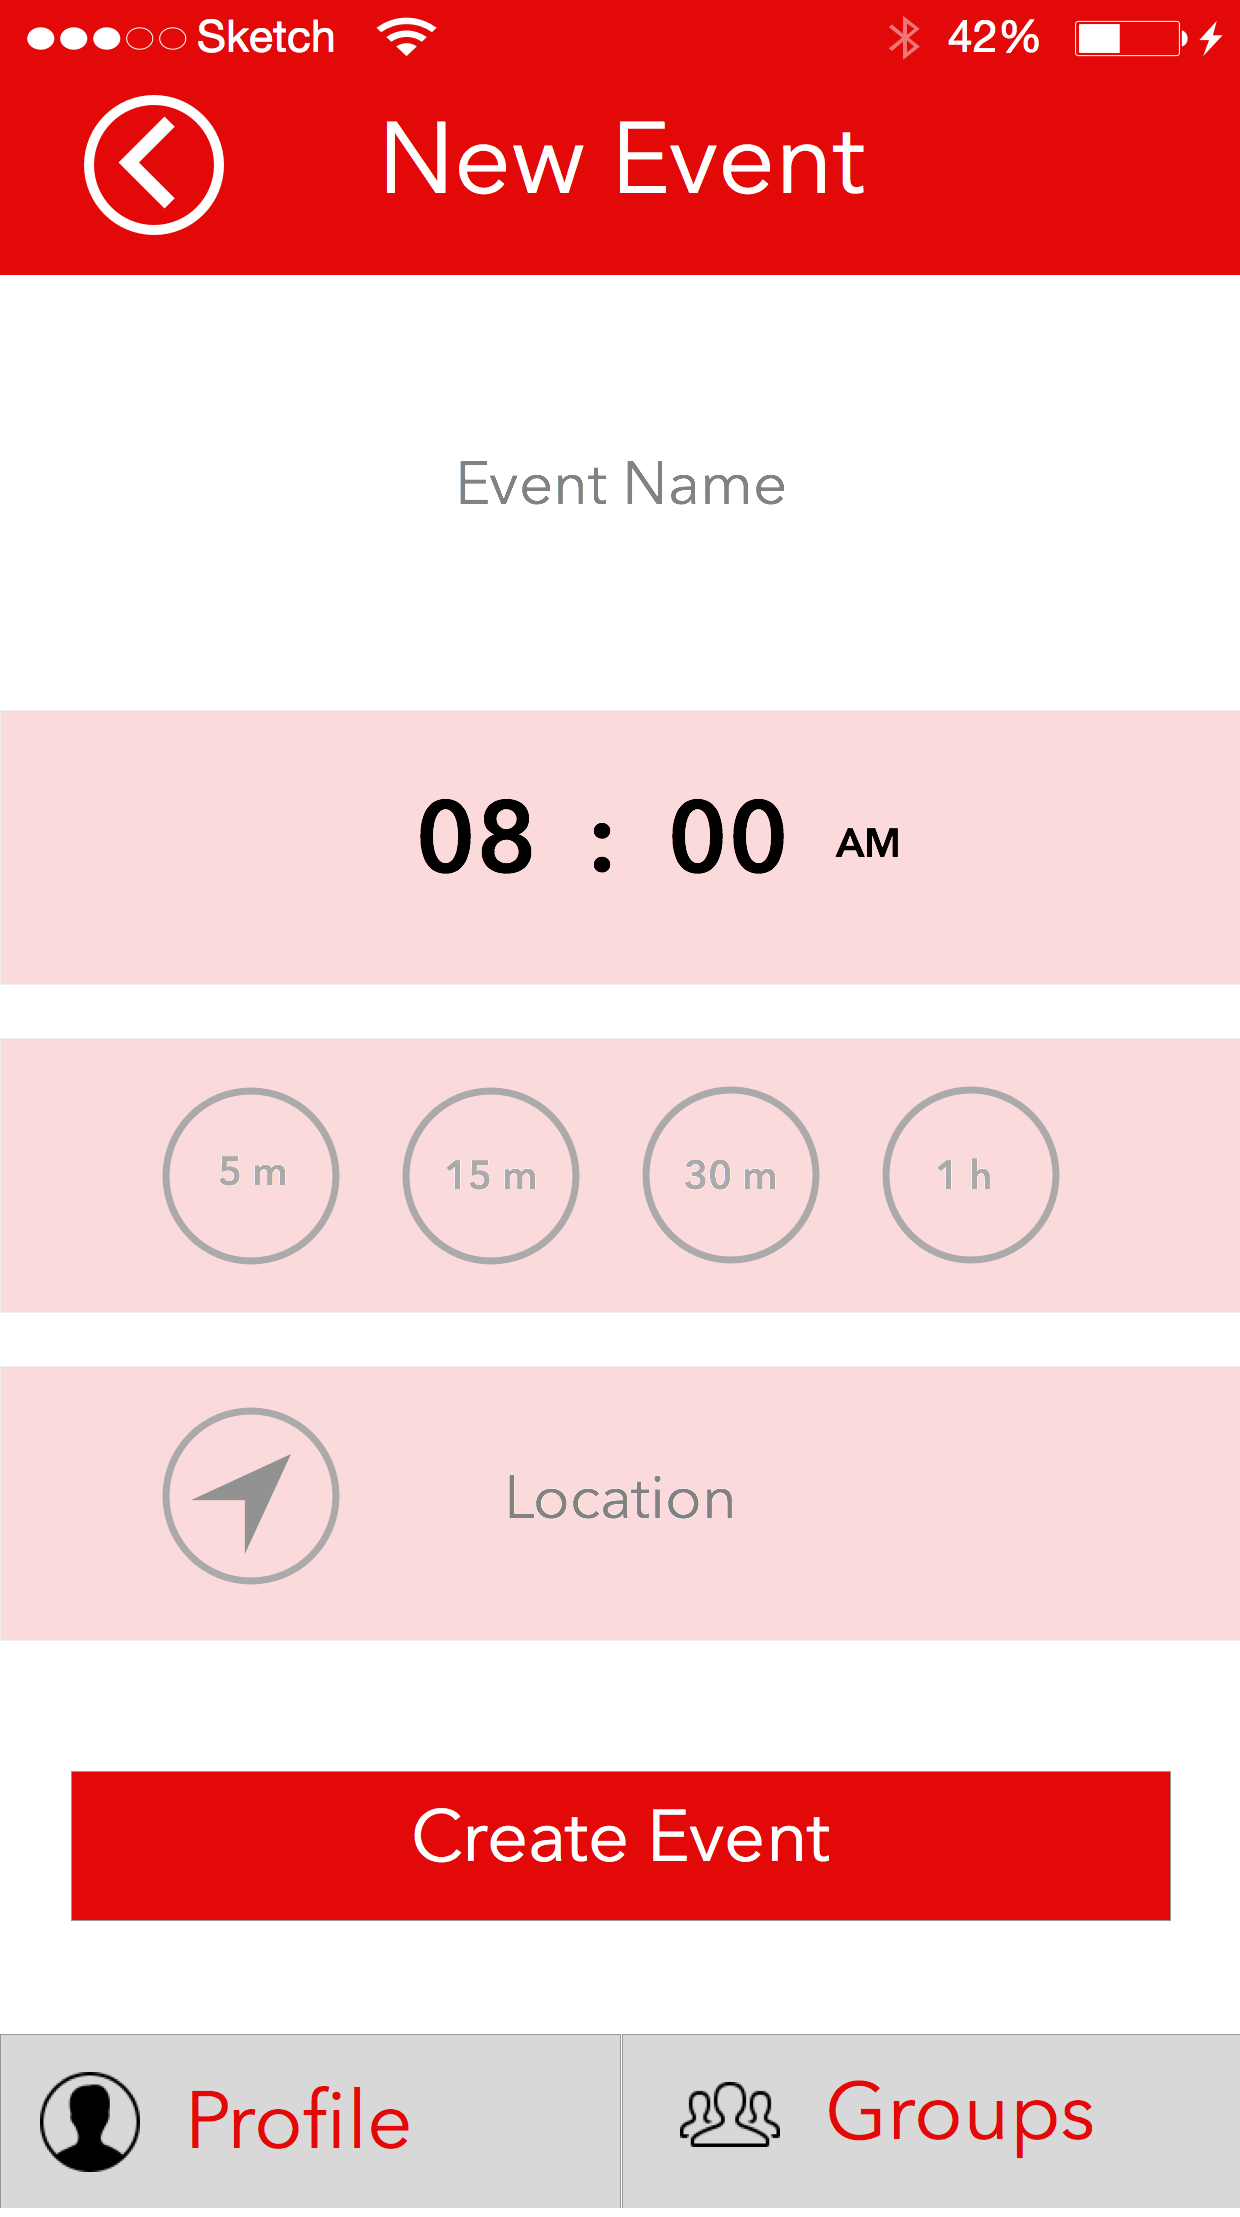 Sketch 42%
New Event
Event Name
08 : 00 AM
5 m 15 m 30 m 1 h
Location
Create Event
Profile Groups